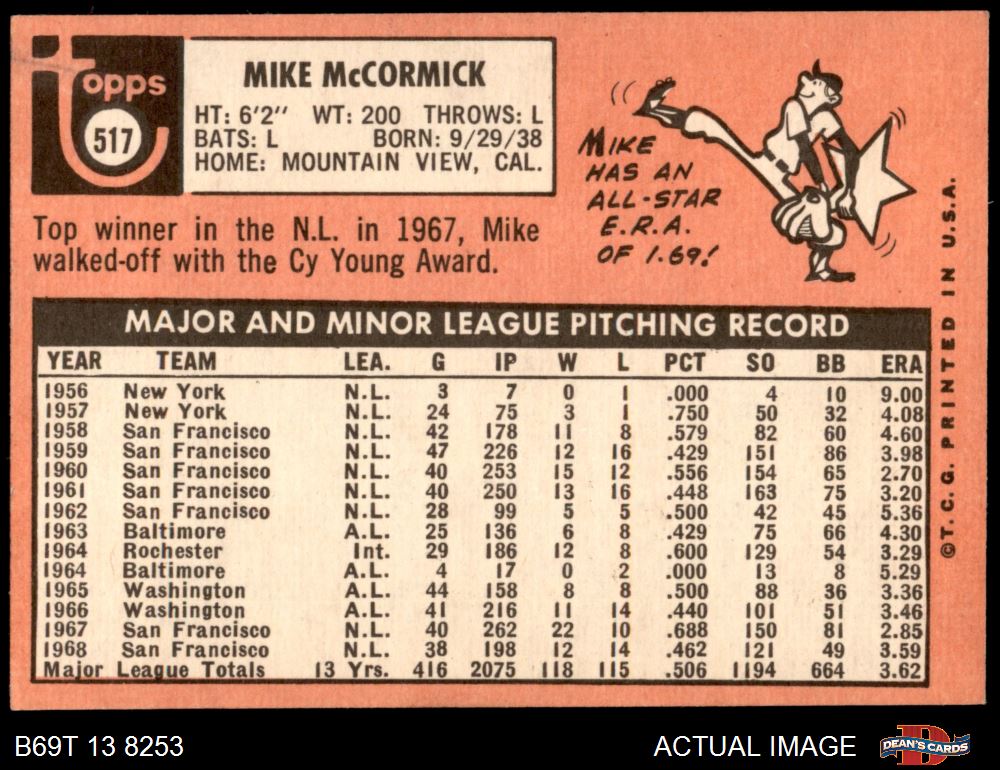 Topps
517
MIKE McCORMICK
HT: 6'2" WT: 200 THROWS: L
BATS: L BORN: 9/29/38
HOME: MOUNTAIN VIEW, CAL.
MIKE
HAS AN
ALL-STAR
E.R.A.
OF 1.69!
Top winner in the N.L. in 1967, Mike
walked-off with the Cy Young Award.
MAJOR AND MINOR LEAGUE PITCHING RECORD
YEAR TEAM LEA. G IP W L PCT SO BB ERA
1956 New York N.L. 3 7 0 1 .000 4 10 9.00
1957 New York N.L. 24 75 3 1 .750 50 32 4.08
1958 San Francisco N.L. 42 178 11 8 .579 82 60 4.60
1959 San Francisco N.L. 47 226 12 16 .429 151 86 3.98
1960 San Francisco N.L. 40 253 15 12 .556 154 65 2.70
1961 San Francisco N.L. 40 250 13 16 .448 163 75 3.20
1962 San Francisco N.L. 28 99 5 5 .500 42 45 5.36
1963 Baltimore A.L. 25 136 6 8 .429 75 66 4.30
1964 Rochester Int. 29 186 12 8 .600 129 54 3.29
1964 Baltimore A.L. 4 17 0 2 .000 13 8 5.29
1965 Washington A.L. 44 158 8 8 .500 88 36 3.36
1966 Washington A.L. 41 216 11 14 .440 101 51 3.46
1967 San Francisco N.L. 40 262 22 10 .688 150 81 2.85
1968 San Francisco N.L. 38 198 12 14 .462 121 49 3.59
Major League Totals 13 Yrs. 416 2075 118 115 .506 1194 664 3.62
©T. C. G. PRINTED IN U.S.A.
B69T 13 8253
ACTUAL IMAGE
DEAN'S CARDS